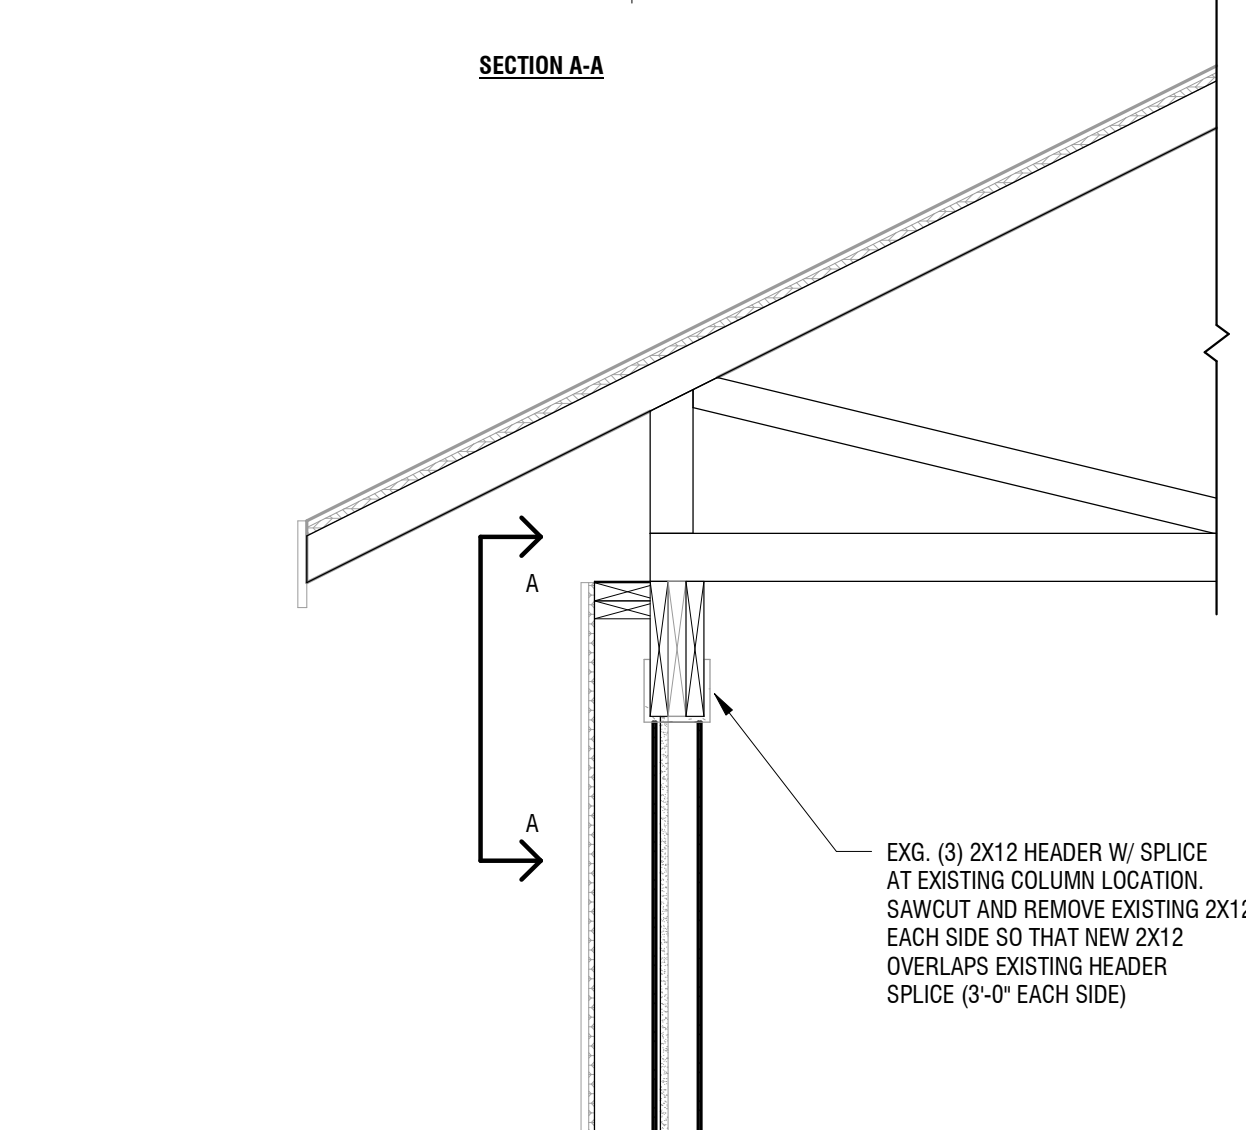 SECTION A-A
A
A
EXG. (3) 2X12 HEADER W/ SPLICE
AT EXISTING COLUMN LOCATION.
SAWCUT AND REMOVE EXISTING 2X12
EACH SIDE SO THAT NEW 2X12
OVERLAPS EXISTING HEADER
SPLICE (3'-0" EACH SIDE)